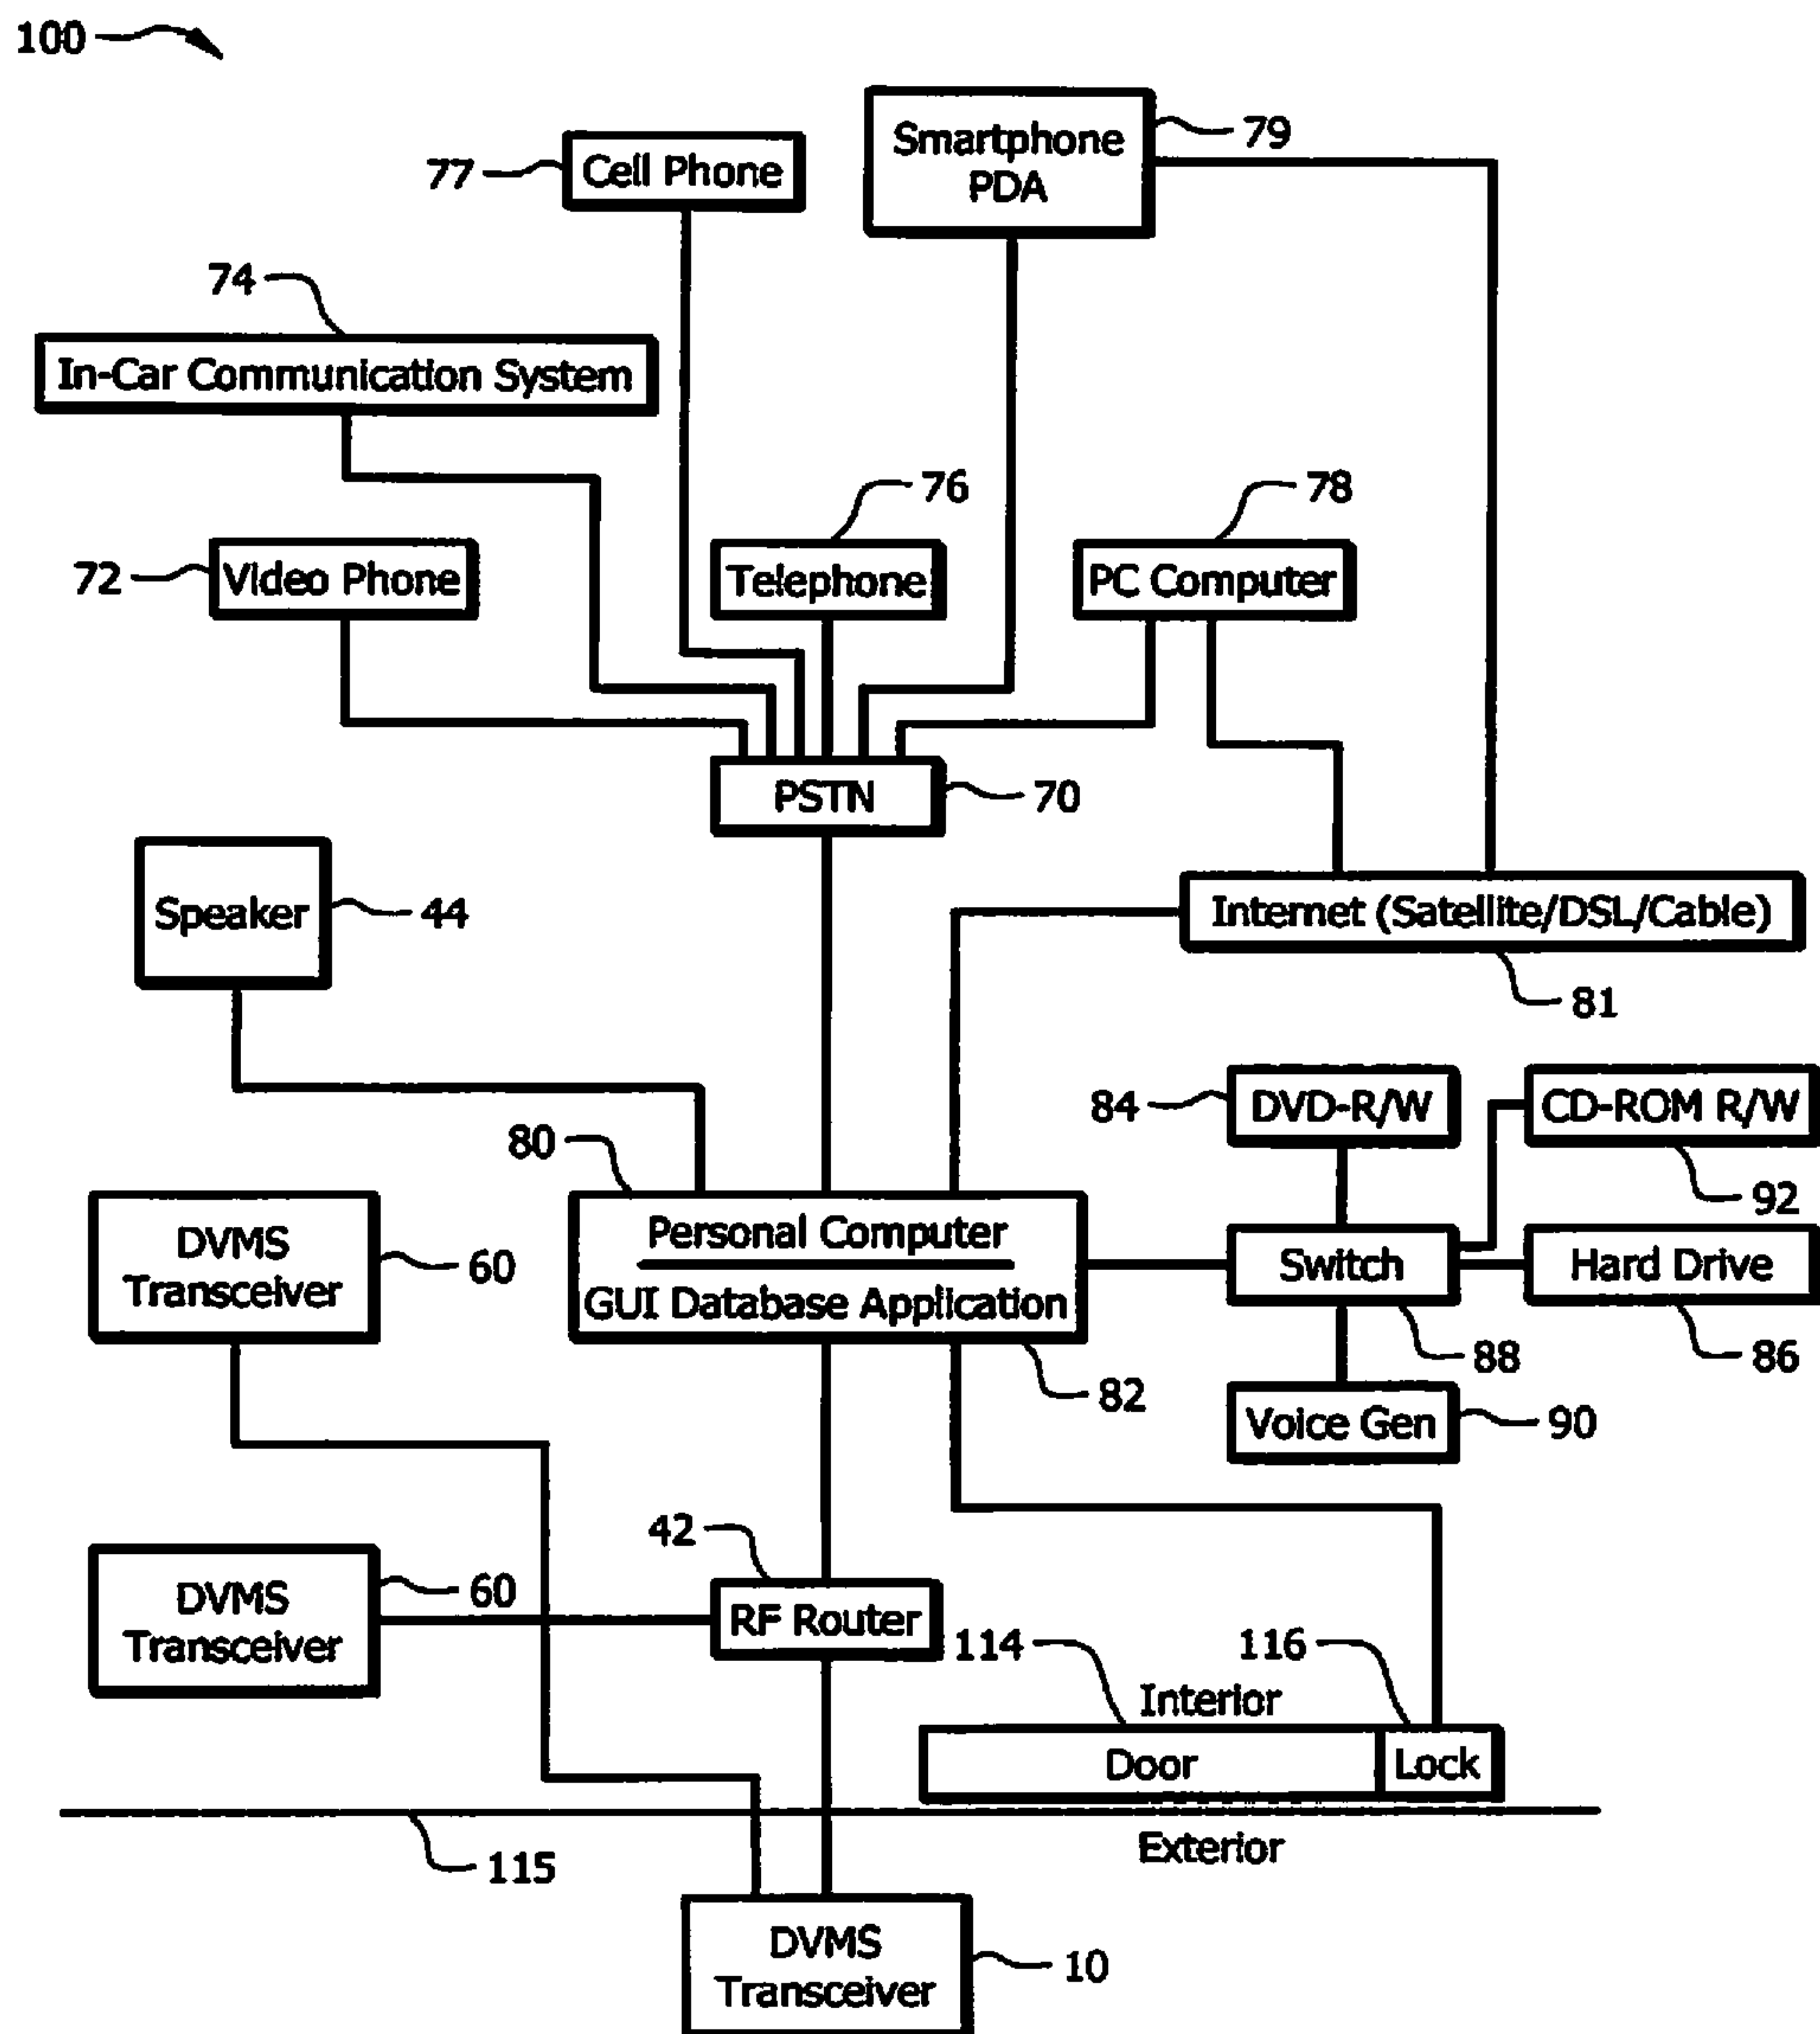 100
Smartphone
PDA
79
77
Cell Phone
74
In-Car Communication System
76
78
72
Video Phone
Telephone
PC Computer
PSTN
70
Speaker
44
Internet (Satellite/DSL/Cable)
81
84
DVD-R/W
CD-ROM R/W
80
92
DVMS
Transceiver
60
Personal Computer
GUI Database Application
Switch
Hard Drive
82
88
86
Voice Gen
90
42
DVMS
Transceiver
60
RF Router
114
116
Interior
Door
Lock
115
Exterior
DVMS
Transceiver
10